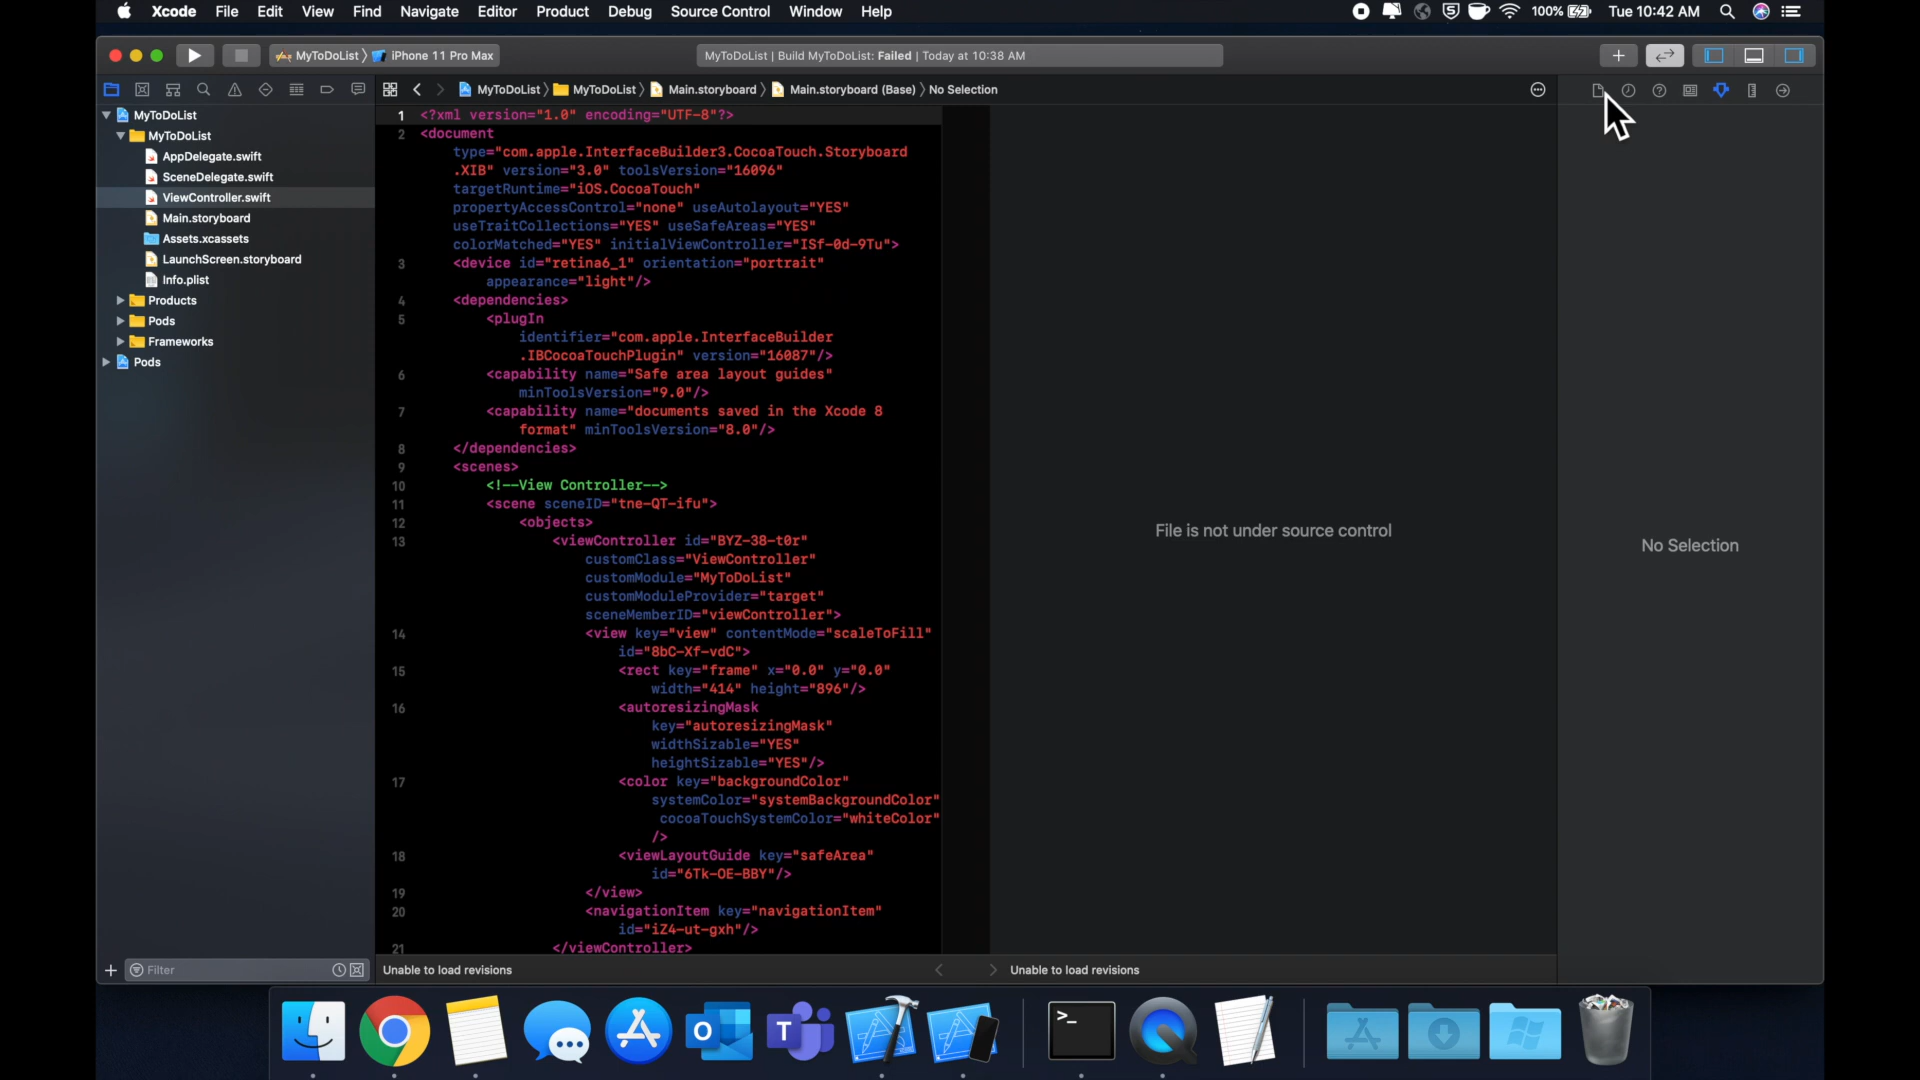 Xcode File Edit View Find Navigate Editor Product Debug Source Control Window Help
100% Tue 10:42 AM
MyToDoList iPhone 11 Pro Max
MyToDoList | Build MyToDoList: Failed | Today at 10:38 AM
MyToDoList MyToDoList Main.storyboard Main.storyboard (Base) No Selection
MyToDoList
MyToDoList
AppDelegate.swift
SceneDelegate.swift
ViewController.swift
Main.storyboard
Assets.xcassets
LaunchScreen.storyboard
Info.plist
Products
Pods
Frameworks
Pods
Filter
1 <?xml version="1.0" encoding="UTF-8"?>
2 <document
type="com.apple.InterfaceBuilder3.CocoaTouch.Storyboard
.XIB" version="3.0" toolsVersion="16096"
targetRuntime="iOS.CocoaTouch"
propertyAccessControl="none" useAutolayout="YES"
useTraitCollections="YES" useSafeAreas="YES"
colorMatched="YES" initialViewController="ISf-0d-9Tu">
3 <device id="retina6_1" orientation="portrait"
appearance="light"/>
4 <dependencies>
5 <plugIn
identifier="com.apple.InterfaceBuilder
.IBCocoaTouchPlugin" version="16087"/>
6 <capability name="Safe area layout guides"
minToolsVersion="9.0"/>
7 <capability name="documents saved in the Xcode 8
format" minToolsVersion="8.0"/>
8 </dependencies>
9 <scenes>
10 <!--View Controller-->
11 <scene sceneID="tne-QT-ifu">
12 <objects>
13 <viewController id="BYZ-38-t0r"
customClass="ViewController"
customModule="MyToDoList"
customModuleProvider="target"
sceneMemberID="viewController">
14 <view key="view" contentMode="scaleToFill"
id="8bC-Xf-vdC">
15 <rect key="frame" x="0.0" y="0.0"
width="414" height="896"/>
16 <autoresizingMask
key="autoresizingMask"
widthSizable="YES"
heightSizable="YES"/>
17 <color key="backgroundColor"
systemColor="systemBackgroundColor"
cocoaTouchSystemColor="whiteColor"
/>
18 <viewLayoutGuide key="safeArea"
id="6Tk-OE-BBY"/>
19 </view>
20 <navigationItem key="navigationItem"
id="iZ4-ut-gxh"/>
21 </viewController>
File is not under source control
No Selection
Unable to load revisions
Unable to load revisions